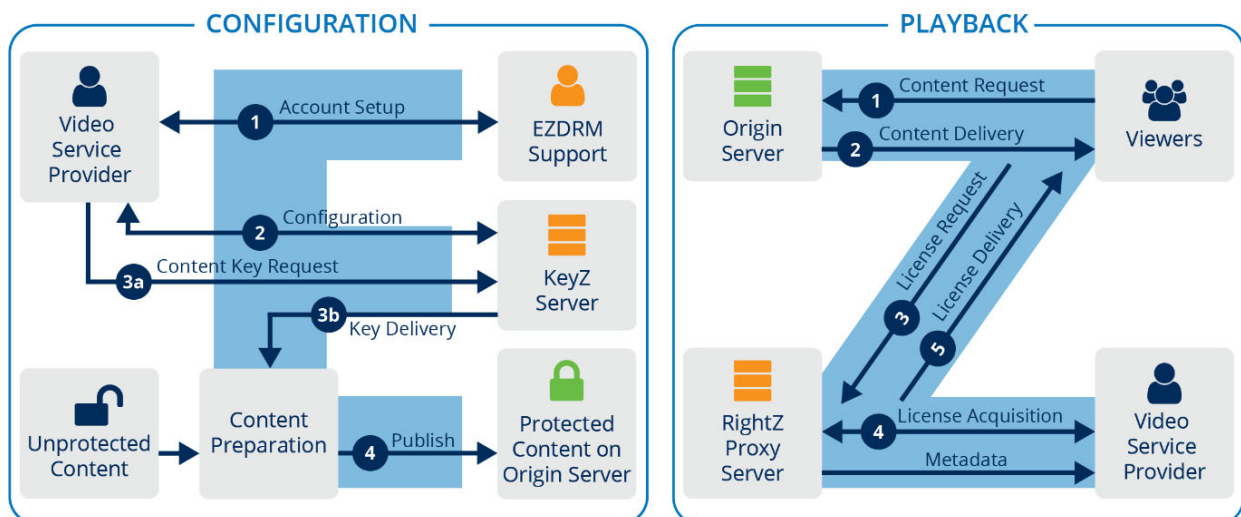 CONFIGURATION
Video
Service
Provider
1
Account Setup
EZDRM
Support
2
Configuration
3a
Content Key Request
KeyZ
Server
3b
Key Delivery
Unprotected
Content
Content
Preparation
4
Publish
Protected
Content on
Origin Server
PLAYBACK
Origin
Server
1
Content Request
2
Content Delivery
Viewers
3
License Request
5
License Delivery
RightZ
Proxy
Server
4
License Acquisition
Metadata
Video
Service
Provider